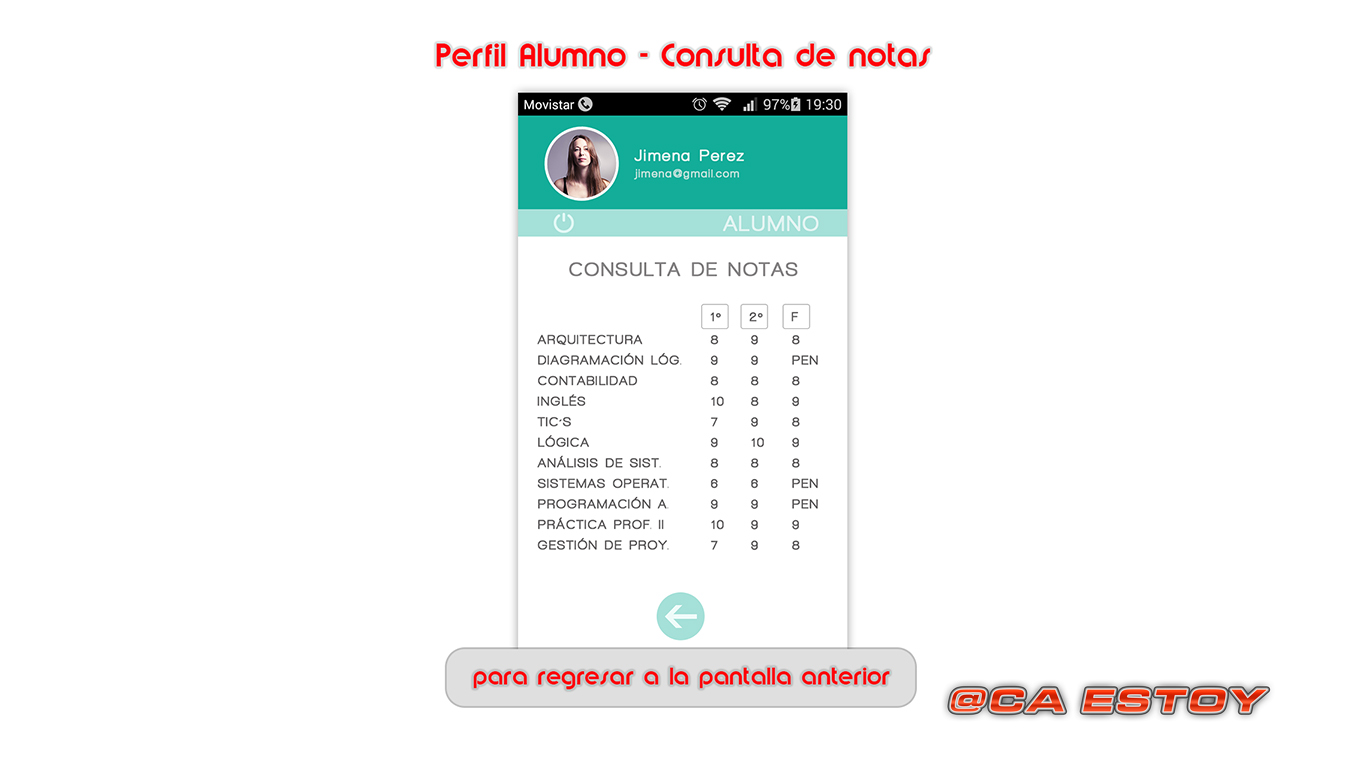 Perfil Alumno - Consulta de notas
Movistar 97% 19:30
Jimena Perez
jimena@gmail.com
ALUMNO
CONSULTA DE NOTAS
1º 2º F
ARQUITECTURA 8 9 8
DIAGRAMACIÓN LÓG. 9 9 PEN
CONTABILIDAD 8 8 8
INGLÉS 10 8 9
TIC'S 7 9 8
LÓGICA 9 10 9
ANÁLISIS DE SIST. 8 8 8
SISTEMAS OPERAT. 6 6 PEN
PROGRAMACIÓN A. 9 9 PEN
PRÁCTICA PROF. II 10 9 9
GESTIÓN DE PROY. 7 9 8
para regresar a la pantalla anterior
@CA ESTOY